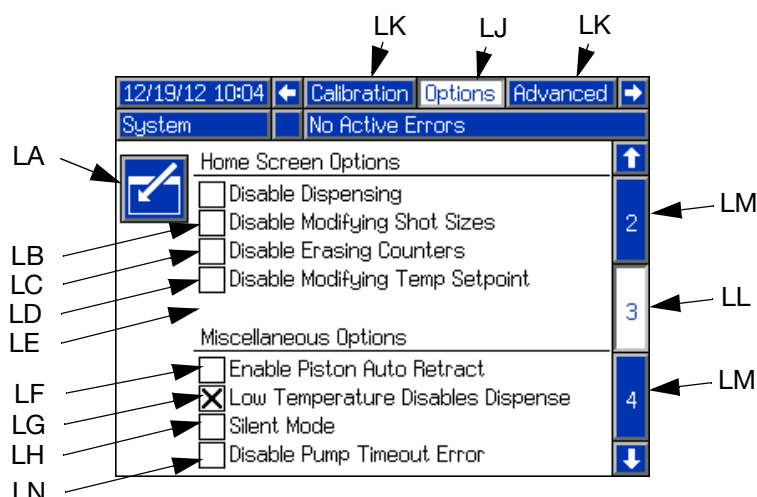 LK LJ LK
12/19/12 10:04 Calibration Options Advanced
System No Active Errors
LA Home Screen Options
Disable Dispensing
Disable Modifying Shot Sizes 2 LM
LB Disable Erasing Counters
LC Disable Modifying Temp Setpoint
LD
LE 3 LL
Miscellaneous Options
LF Enable Piston Auto Retract
LG Low Temperature Disables Dispense 4 LM
LH Silent Mode
LN Disable Pump Timeout Error